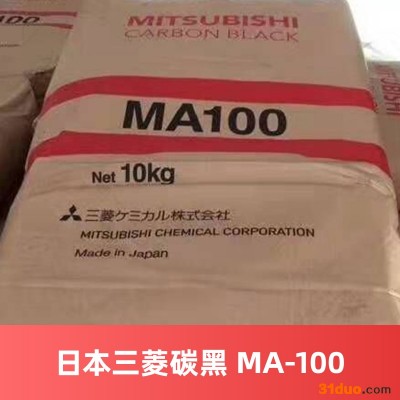 MITSUBISHI
CARBON BLACK
MA100
Net 10kg
三菱ケミカル株式会社
MITSUBISHI CHEMICAL CORPORATION
Made in Japan
日本三菱碳黑 MA-100
31duo.com